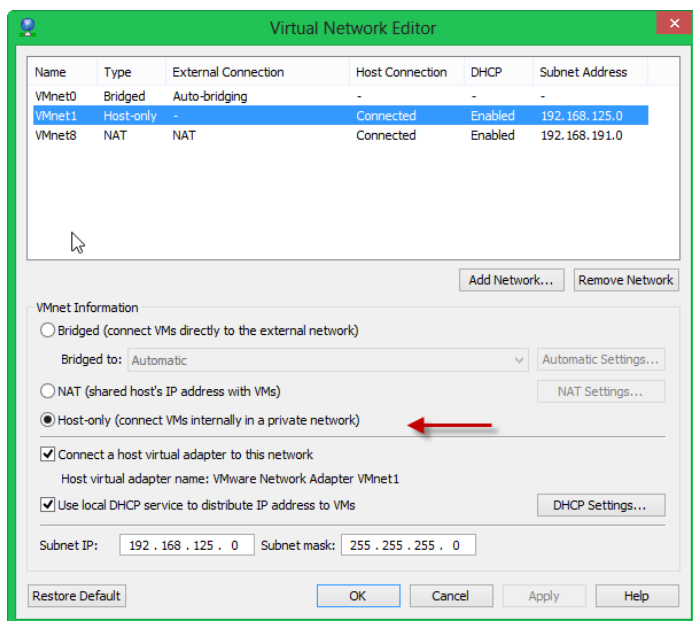 Virtual Network Editor
Name Type External Connection Host Connection DHCP Subnet Address
VMnet0 Bridged Auto-bridging - - -
VMnet1 Host-only - Connected Enabled 192.168.125.0
VMnet8 NAT NAT Connected Enabled 192.168.191.0
Add Network... Remove Network
VMnet Information
Bridged (connect VMs directly to the external network)
Bridged to: Automatic Automatic Settings...
NAT (shared host's IP address with VMs) NAT Settings...
Host-only (connect VMs internally in a private network)
Connect a host virtual adapter to this network
Host virtual adapter name: VMware Network Adapter VMnet1
Use local DHCP service to distribute IP address to VMs DHCP Settings...
Subnet IP: 192 . 168 . 125 . 0 Subnet mask: 255 . 255 . 255 . 0
Restore Default OK Cancel Apply Help